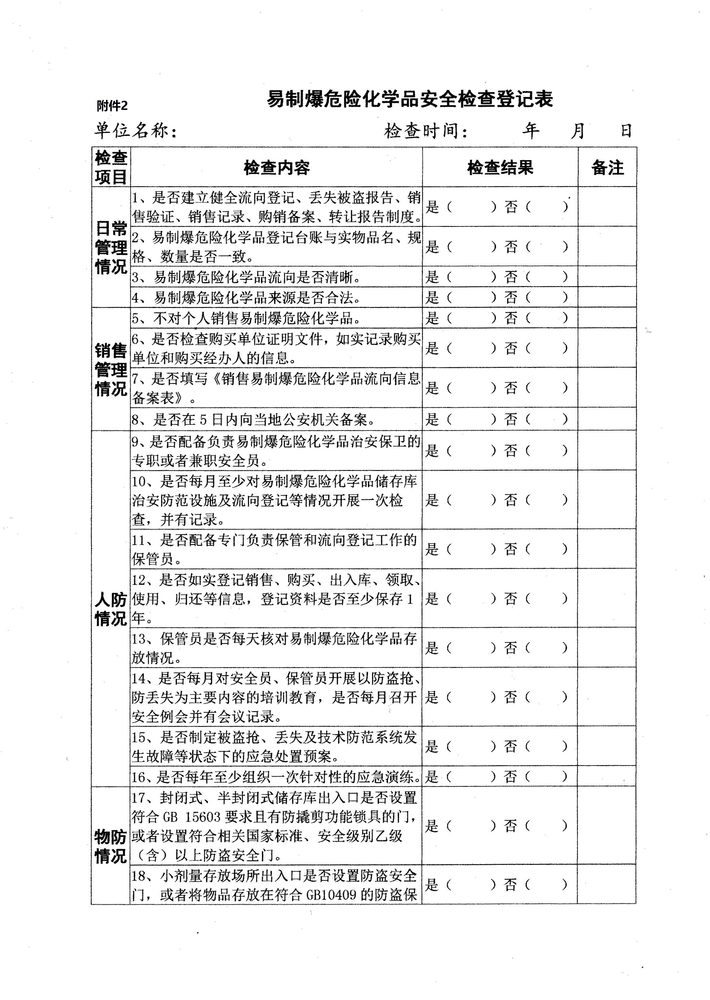 附件2
易制爆危险化学品安全检查登记表
单位名称：	检查时间：	年	月	日
检查
项目
检查内容
检查结果
备注
日常
管理
情况
1、是否建立健全流向登记、丢失被盗报告、销
售验证、销售记录、购销备案、转让报告制度。
是（	）否（	）
2、易制爆危险化学品登记台账与实物品名、规
格、数量是否一致。
是（	）否（	）
3、易制爆危险化学品流向是否清晰。
是（	）否（	）
4、易制爆危险化学品来源是否合法。
是（	）否（	）
销售
管理
情况
5、不对个人销售易制爆危险化学品。
是（	）否（	）
6、是否检查购买单位证明文件，如实记录购买
单位和购买经办人的信息。
是（	）否（	）
7、是否填写《销售易制爆危险化学品流向信息
备案表》。
是（	）否（	）
8、是否在5日内向当地公安机关备案。
是（	）否（	）
人防
情况
9、是否配备负责易制爆危险化学品治安保卫的
专职或者兼职安全员。
是（	）否（	）
10、是否每月至少对易制爆危险化学品储存库
治安防范设施及流向登记等情况开展一次检
查，并有记录。
是（	）否（	）
11、是否配备专门负责保管和流向登记工作的
保管员。
是（	）否（	）
12、是否如实登记销售、购买、出入库、领取、
使用、归还等信息，登记资料是否至少保存1
年。
是（	）否（	）
13、保管员是否每天核对易制爆危险化学品存
放情况。
是（	）否（	）
14、是否每月对安全员、保管员开展以防盗抢、
防丢失为主要内容的培训教育，是否每月召开
安全例会并有会议记录。
是（	）否（	）
15、是否制定被盗抢、丢失及技术防范系统发
生故障等状态下的应急处置预案。
是（	）否（	）
16、是否每年至少组织一次针对性的应急演练。
是（	）否（	）
物防
情况
17、封闭式、半封闭式储存库出入口是否设置
符合GB 15603要求且有防撬剪功能锁具的门，
或者设置符合相关国家标准、安全级别乙级
（含）以上防盗安全门。
是（	）否（	）
18、小剂量存放场所出入口是否设置防盗安全
门，或者将物品存放在符合GB10409的防盗保
是（	）否（	）